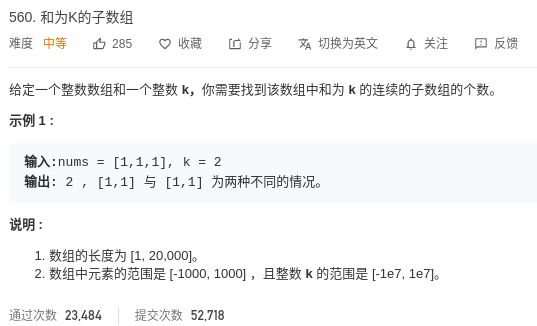 560. 和为K的子数组
难度 中等 285 收藏 分享 切换为英文 关注 反馈
给定一个整数数组和一个整数 k，你需要找到该数组中和为 k 的连续的子数组的个数。
示例 1 :
输入:nums = [1,1,1], k = 2
输出: 2 , [1,1] 与 [1,1] 为两种不同的情况。
说明 :
1. 数组的长度为 [1, 20,000]。
2. 数组中元素的范围是 [-1000, 1000] ，且整数 k 的范围是 [-1e7, 1e7]。
通过次数 23,484 提交次数 52,718